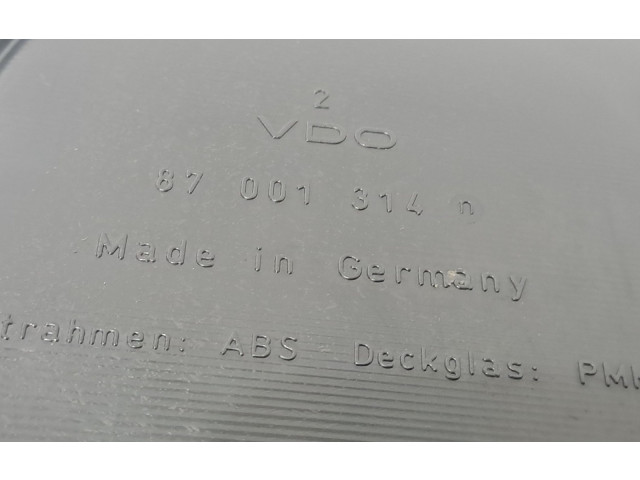 2
VDO
87 001 314 n
Made in Germany
trahmen: ABS Deckglas: PM